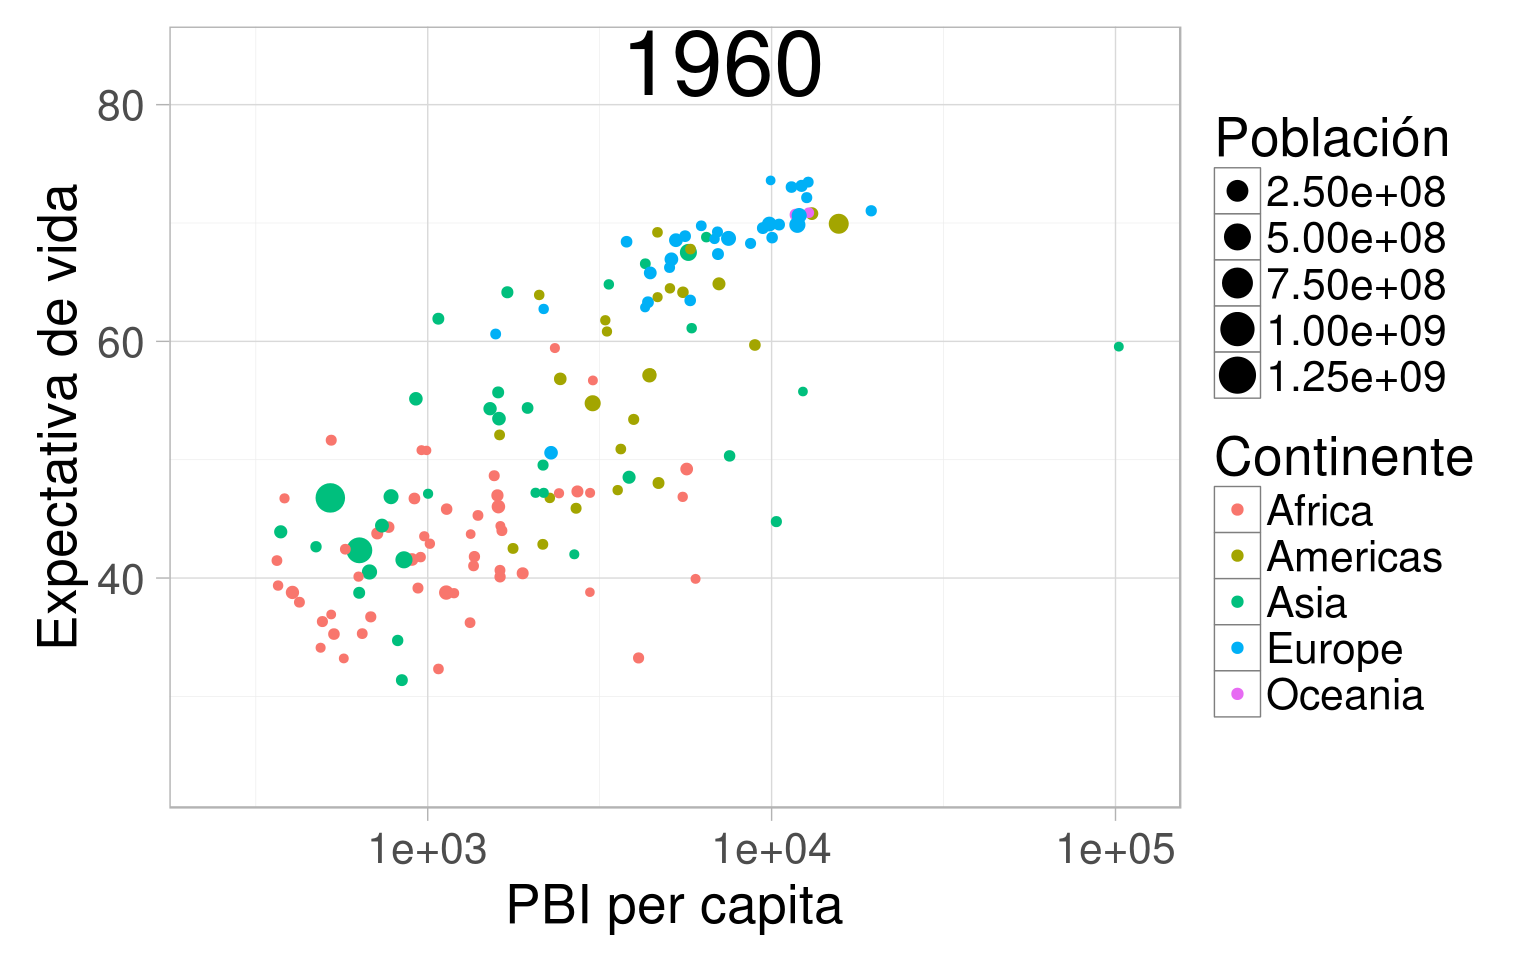 1960
80
60
40
Expectativa de vida
1e+03
1e+04
1e+05
PBI per capita
Población
2.50e+08
5.00e+08
7.50e+08
1.00e+09
1.25e+09
Continente
Africa
Americas
Asia
Europe
Oceania